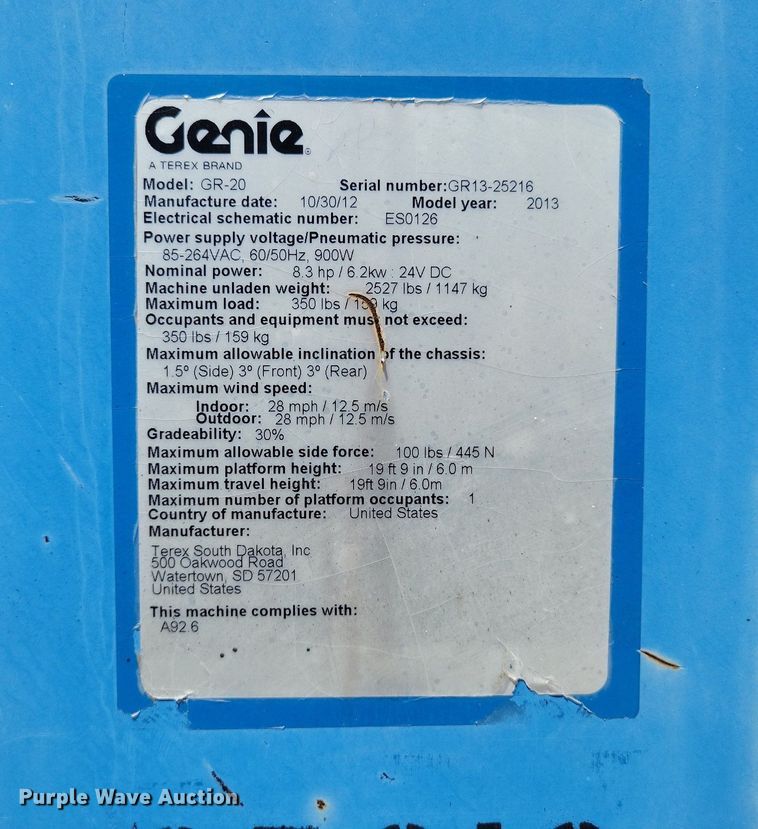 Genie®
A TEREX BRAND
Model: GR-20 Serial number:GR13-25216
Manufacture date: 10/30/12 Model year: 2013
Electrical schematic number: ES0126
Power supply voltage/Pneumatic pressure:
85-264VAC, 60/50Hz, 900W
Nominal power: 8.3 hp / 6.2kw : 24V DC
Machine unladen weight: 2527 lbs / 1147 kg
Maximum load: 350 lbs / 159 kg
Occupants and equipment must not exceed:
350 lbs / 159 kg
Maximum allowable inclination of the chassis:
1.5º (Side) 3º (Front) 3º (Rear)
Maximum wind speed:
Indoor: 28 mph / 12.5 m/s
Outdoor: 28 mph / 12.5 m/s
Gradeability: 30%
Maximum allowable side force: 100 lbs / 445 N
Maximum platform height: 19 ft 9 in / 6.0 m
Maximum travel height: 19ft 9in / 6.0m
Maximum number of platform occupants: 1
Country of manufacture: United States
Manufacturer:
Terex South Dakota, Inc
500 Oakwood Road
Watertown, SD 57201
United States
This machine complies with:
A92.6
Purple Wave Auction